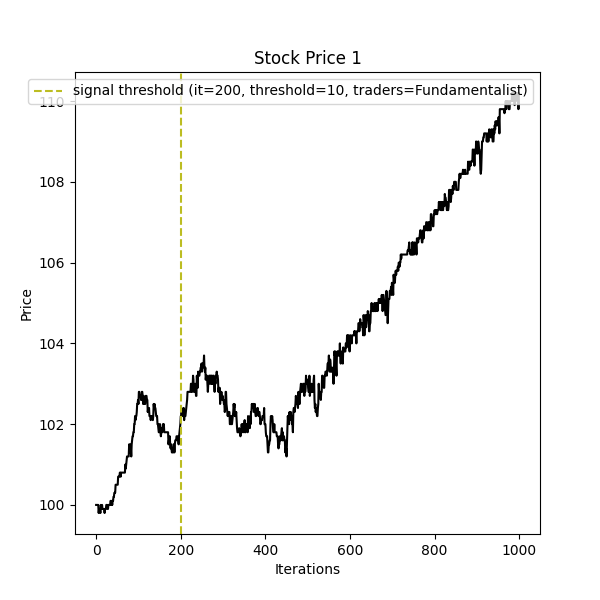 Stock Price 1
signal threshold (it=200, threshold=10, traders=Fundamentalist)
110
108
106
104
102
100
Price
0 200 400 600 800 1000
Iterations